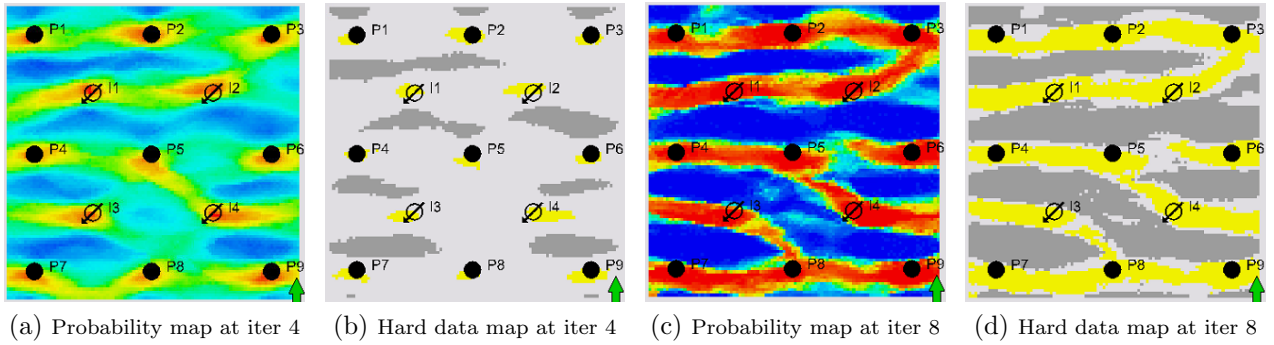 P1 P2 P3
I1 I2
P4 P5 P6
I3 I4
P7 P8 P9
(a) Probability map at iter 4
P1 P2 P3
I1 I2
P4 P5 P6
I3 I4
P7 P8 P9
(b) Hard data map at iter 4
P1 P2 P3
I1 I2
P4 P5 P6
I3 I4
P7 P8 P9
(c) Probability map at iter 8
P1 P2 P3
I1 I2
P4 P5 P6
I3 I4
P7 P8 P9
(d) Hard data map at iter 8